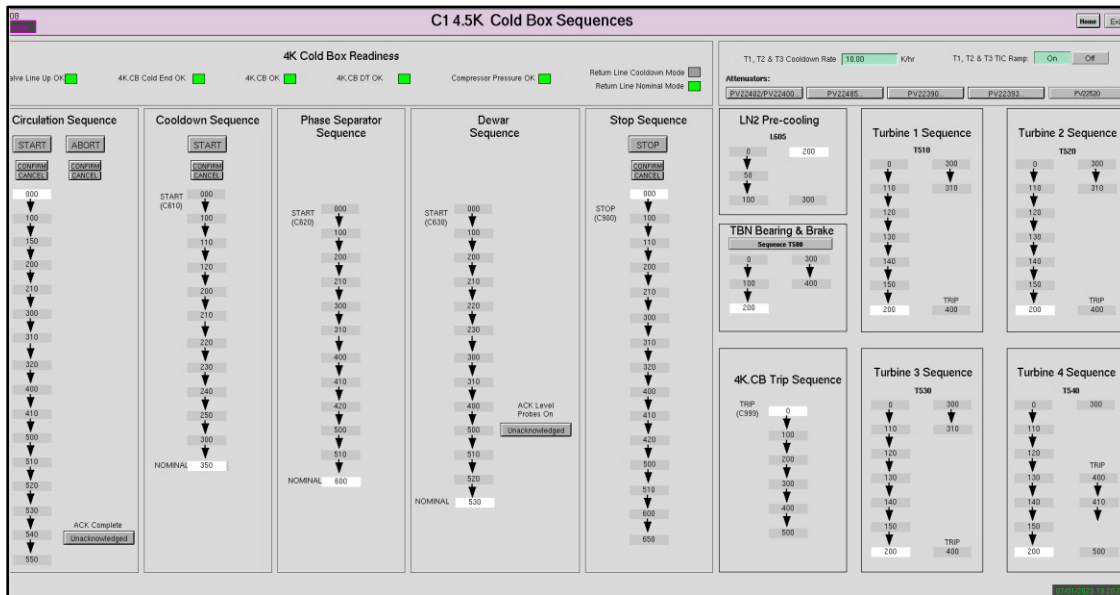 08
C1 4.5K Cold Box Sequences
Home
Exi
4K Cold Box Readiness
alve Line Up OK
4K.CB Cold End OK
4K.CB OK
4K.CB DT OK
Compressor Pressure OK
Return Line Cooldown Mode
Return Line Nominal Mode
T1, T2 & T3 Cooldown Rate 10.00 K/hr
T1, T2 & T3 TIC Ramp: On Off
Attenuators:
PV22482/PV22400...
PV22485...
PV22390...
PV22393...
PV22520
Circulation Sequence
START ABORT
CONFIRM CONFIRM
CANCEL CANCEL
000
100
150
200
210
300
310
320
400
410
500
510
520
530
540
550
ACK Complete
Unacknowledged
Cooldown Sequence
START
CONFIRM
CANCEL
START
(C610)
000
100
110
120
200
210
220
230
240
250
300
NOMINAL 350
Phase Separator
Sequence
START
(C620)
000
100
200
210
300
310
400
410
420
500
510
NOMINAL 600
Dewar
Sequence
START
(C630)
000
100
200
210
220
230
300
310
400
500
510
520
NOMINAL 530
ACK Level
Probes On
Unacknowledged
Stop Sequence
STOP
CONFIRM
CANCEL
000
STOP
(C900)
100
110
200
210
300
310
320
400
410
420
500
510
600
650
LN2 Pre-cooling
L605
0 200
50
100 300
TBN Bearing & Brake
Sequence T500
0 300
100 400
200
4K.CB Trip Sequence
TRIP
(C999)
0
100
200
300
400
500
Turbine 1 Sequence
T510
0 300
110 310
120
130
140
150
TRIP
200 400
Turbine 2 Sequence
T520
0 300
110 310
120
130
140
150
TRIP
200 400
Turbine 3 Sequence
T530
0 300
110 310
120
130
140
150
TRIP
200 400
Turbine 4 Sequence
T540
0 300
110
120
TRIP
130 400
140 410
150
200 500